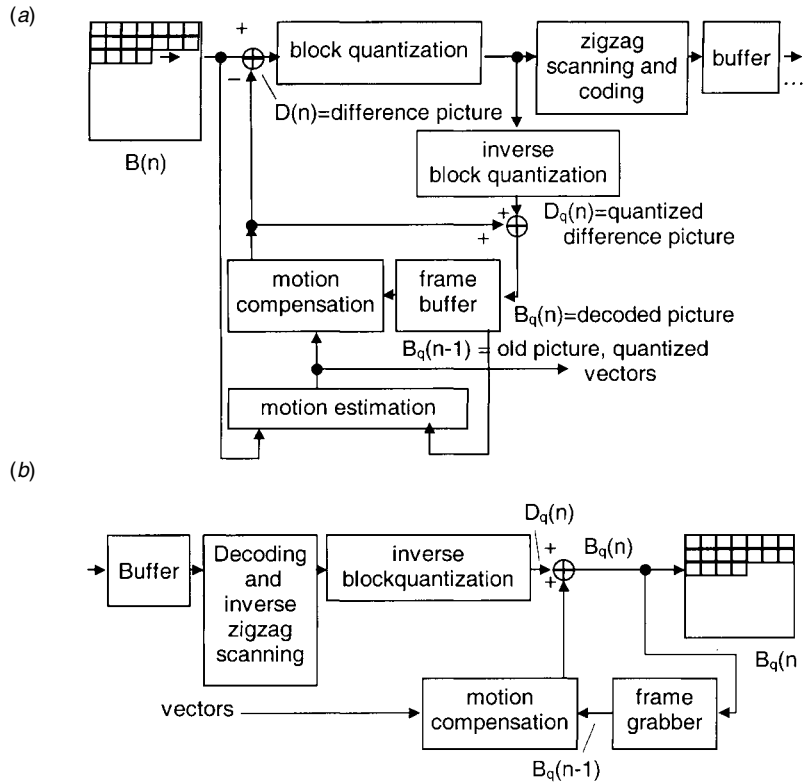 (a)
block quantization
zigzag
scanning and
coding
buffer
...
+
−
D(n)=difference picture
B(n)
inverse
block quantization
+
+
Dq(n)=quantized
difference picture
motion
compensation
frame
buffer
Bq(n)=decoded picture
Bq(n-1) = old picture, quantized
vectors
motion estimation
(b)
Dq(n)
Buffer
Decoding
and
inverse
zigzag
scanning
inverse
blockquantization
+
+
Bq(n)
Bq(n
vectors
motion
compensation
frame
grabber
Bq(n-1)